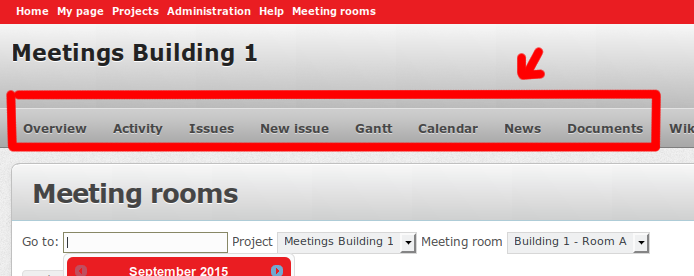 Home My page Projects Administration Help Meeting rooms
Meetings Building 1
Overview Activity Issues New issue Gantt Calendar News Documents Wik
Meeting rooms
Go to: Project Meetings Building 1 Meeting room Building 1 - Room A
September 2015